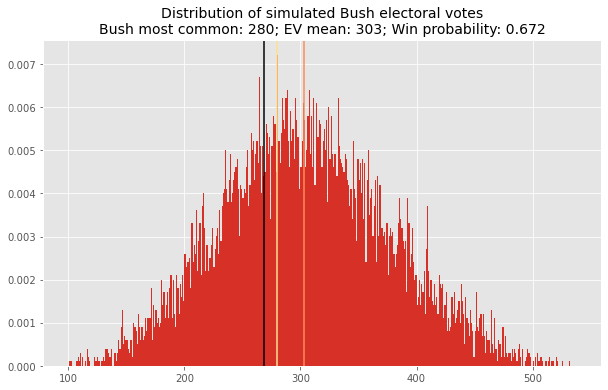 Distribution of simulated Bush electoral votes
Bush most common: 280; EV mean: 303; Win probability: 0.672
0.007
0.006
0.005
0.004
0.003
0.002
0.001
0.000
100 200 300 400 500